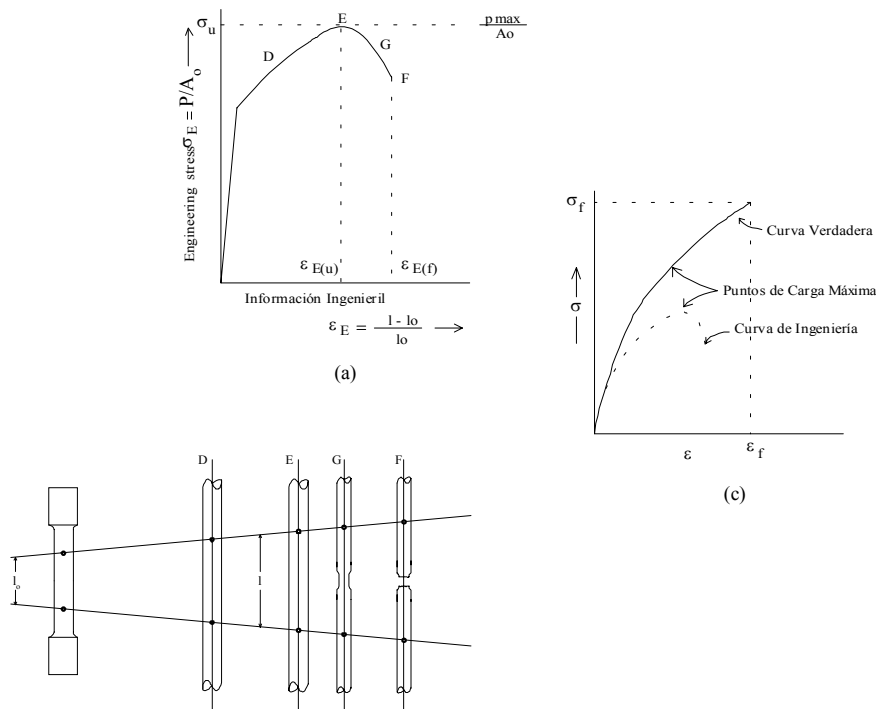 σu
E
p max
Ao
D
G
F
Engineering stress σE = P/Ao
εE(u)
εE(f)
Información Ingenieril
εE = l - lo
lo
(a)
σf
Curva Verdadera
Puntos de Carga Máxima
Curva de Ingeniería
σ
ε
εf
(c)
D
E
G
F
lo
l